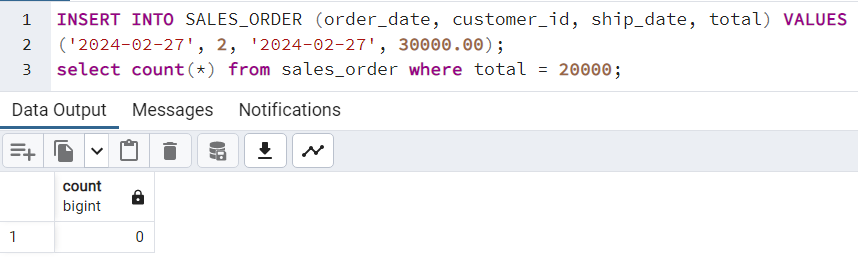 1 INSERT INTO SALES_ORDER (order_date, customer_id, ship_date, total) VALUES
2 ('2024-02-27', 2, '2024-02-27', 30000.00);
3 select count(*) from sales_order where total = 20000;
Data Output Messages Notifications
count
bigint
1 0